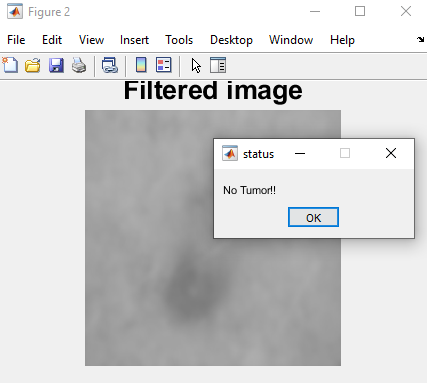 Figure 2
File Edit View Insert Tools Desktop Window Help
Filtered image
status
No Tumor!!
OK